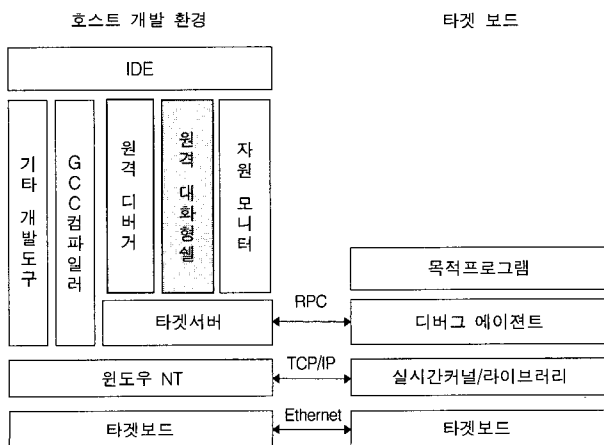 호스트 개발 환경
타겟 보드
IDE
기타 개발도구
GCC컴파일러
원격 디버거
원격 대화형쉘
자원 모니터
목적프로그램
RPC
타겟서버
디버그 에이젼트
TCP/IP
윈도우 NT
실시간커널/라이브러리
Ethernet
타겟보드
타겟보드